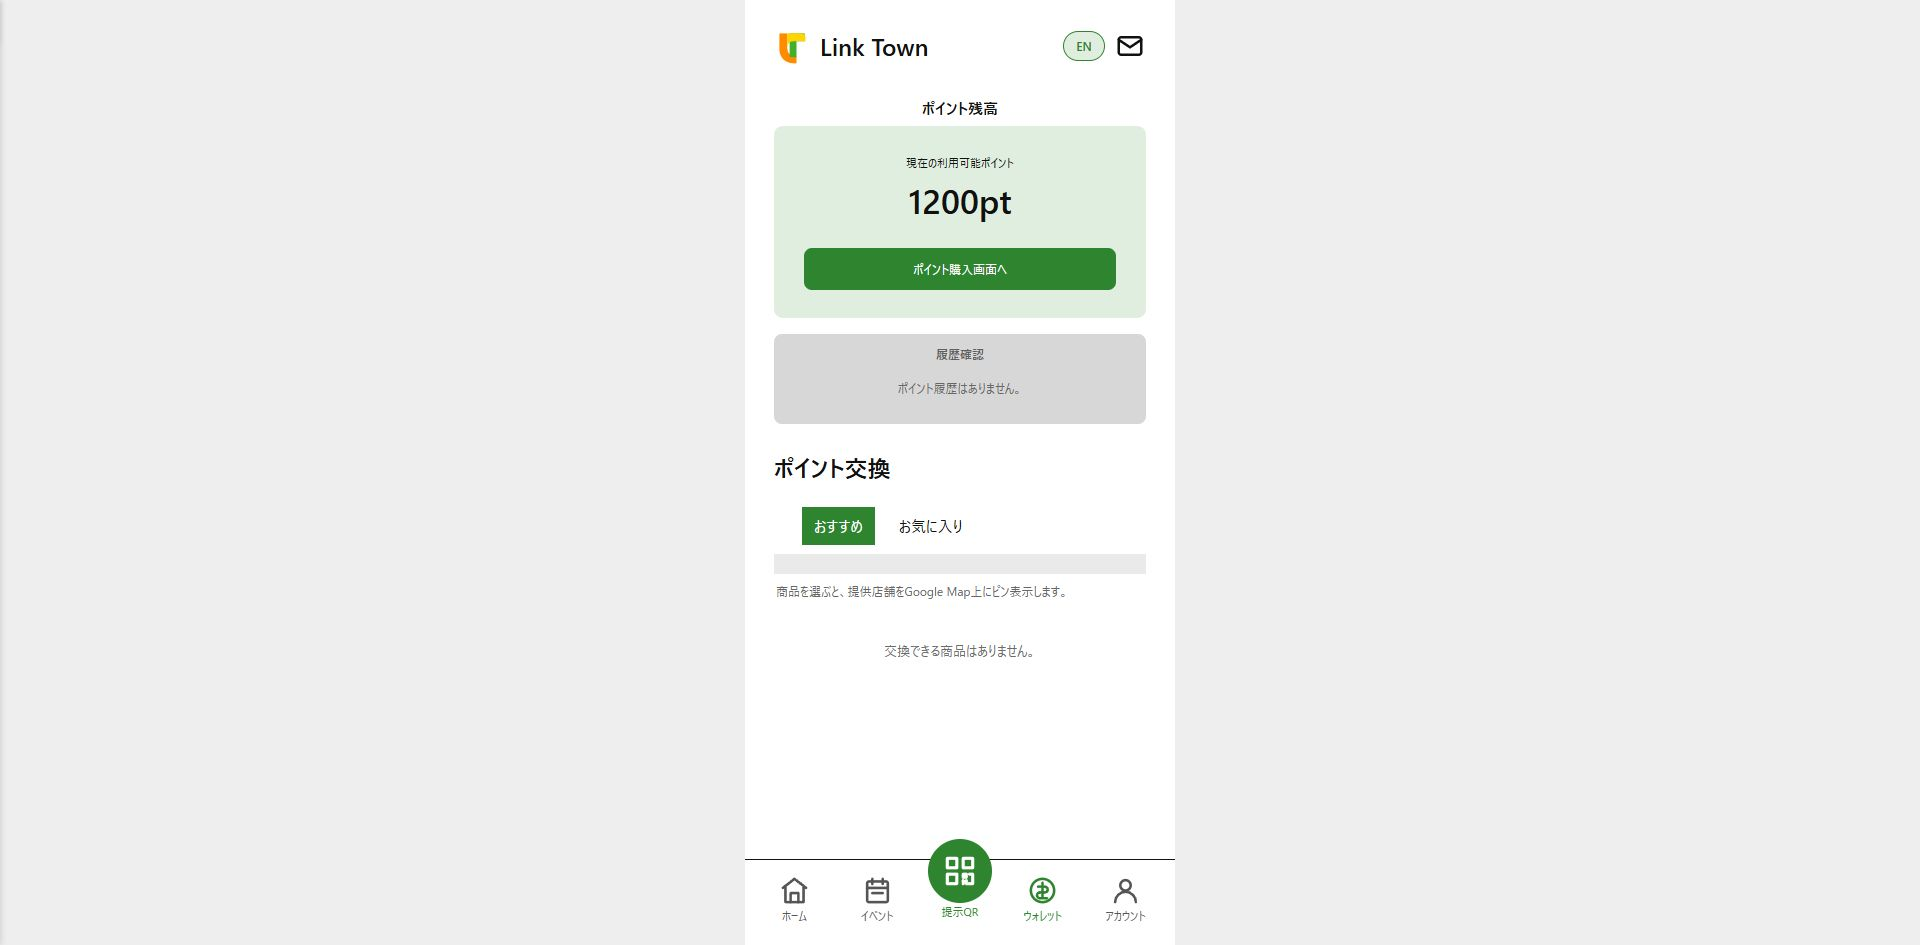 Link Town
EN
ポイント残高
現在の利用可能ポイント
1200pt
ポイント購入画面へ
履歴確認
ポイント履歴はありません。
ポイント交換
おすすめ
お気に入り
商品を選ぶと、提供店舗をGoogle Map上にピン表示します。
交換できる商品はありません。
ホーム
イベント
提示QR
ウォレット
アカウント